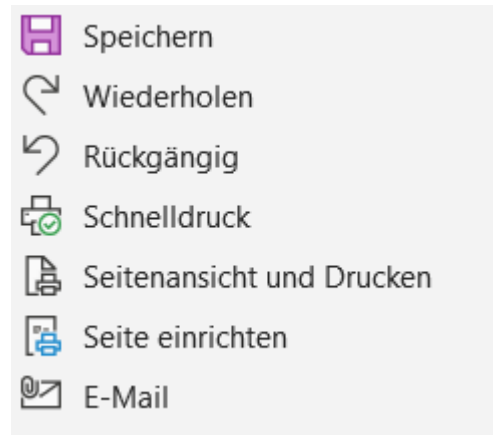 Speichern
Wiederholen
Rückgängig
Schnelldruck
Seitenansicht und Drucken
Seite einrichten
E-Mail